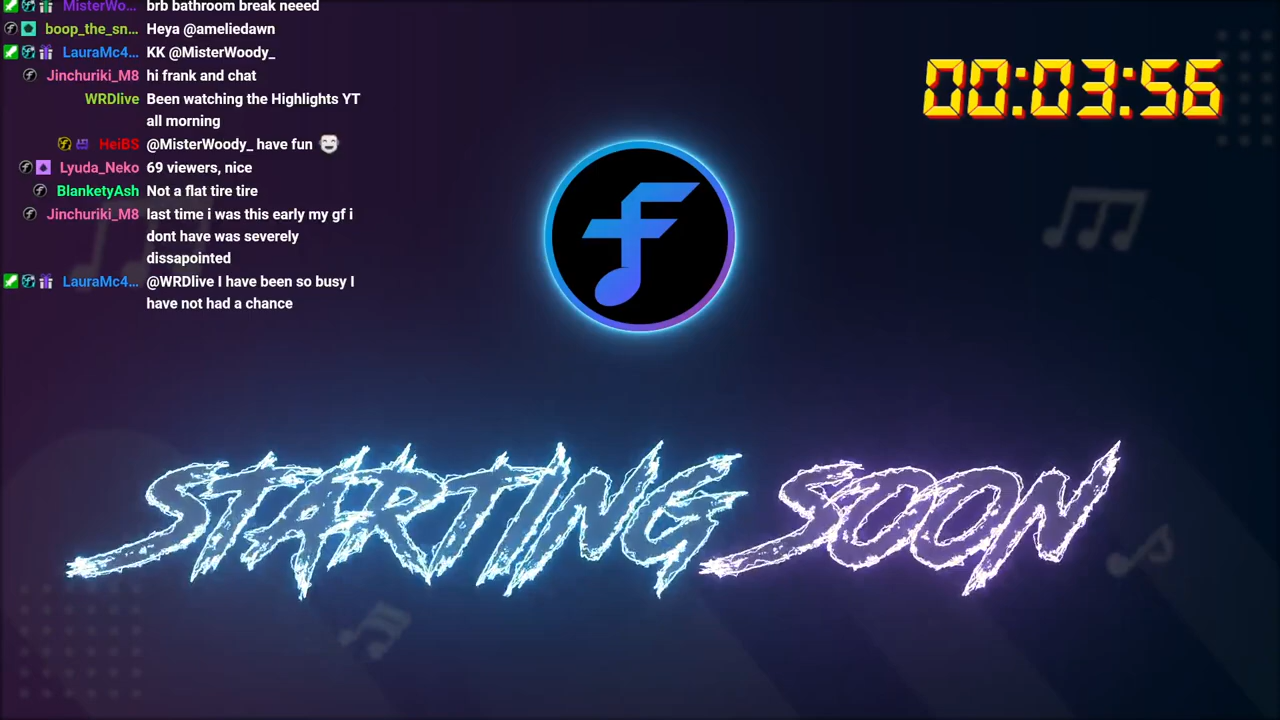 MisterWo... brb bathroom break neeed
boop_the_sn... Heya @ameliedawn
LauraMc4... KK @MisterWoody_
Jinchuriki_M8 hi frank and chat
WRDlive Been watching the Highlights YT
all morning
HeiBS @MisterWoody_ have fun
Lyuda_Neko 69 viewers, nice
BlanketyAsh Not a flat tire tire
Jinchuriki_M8 last time i was this early my gf i
dont have was severely
dissapointed
LauraMc4... @WRDlive I have been so busy I
have not had a chance
00:03:56
STARTING SOON